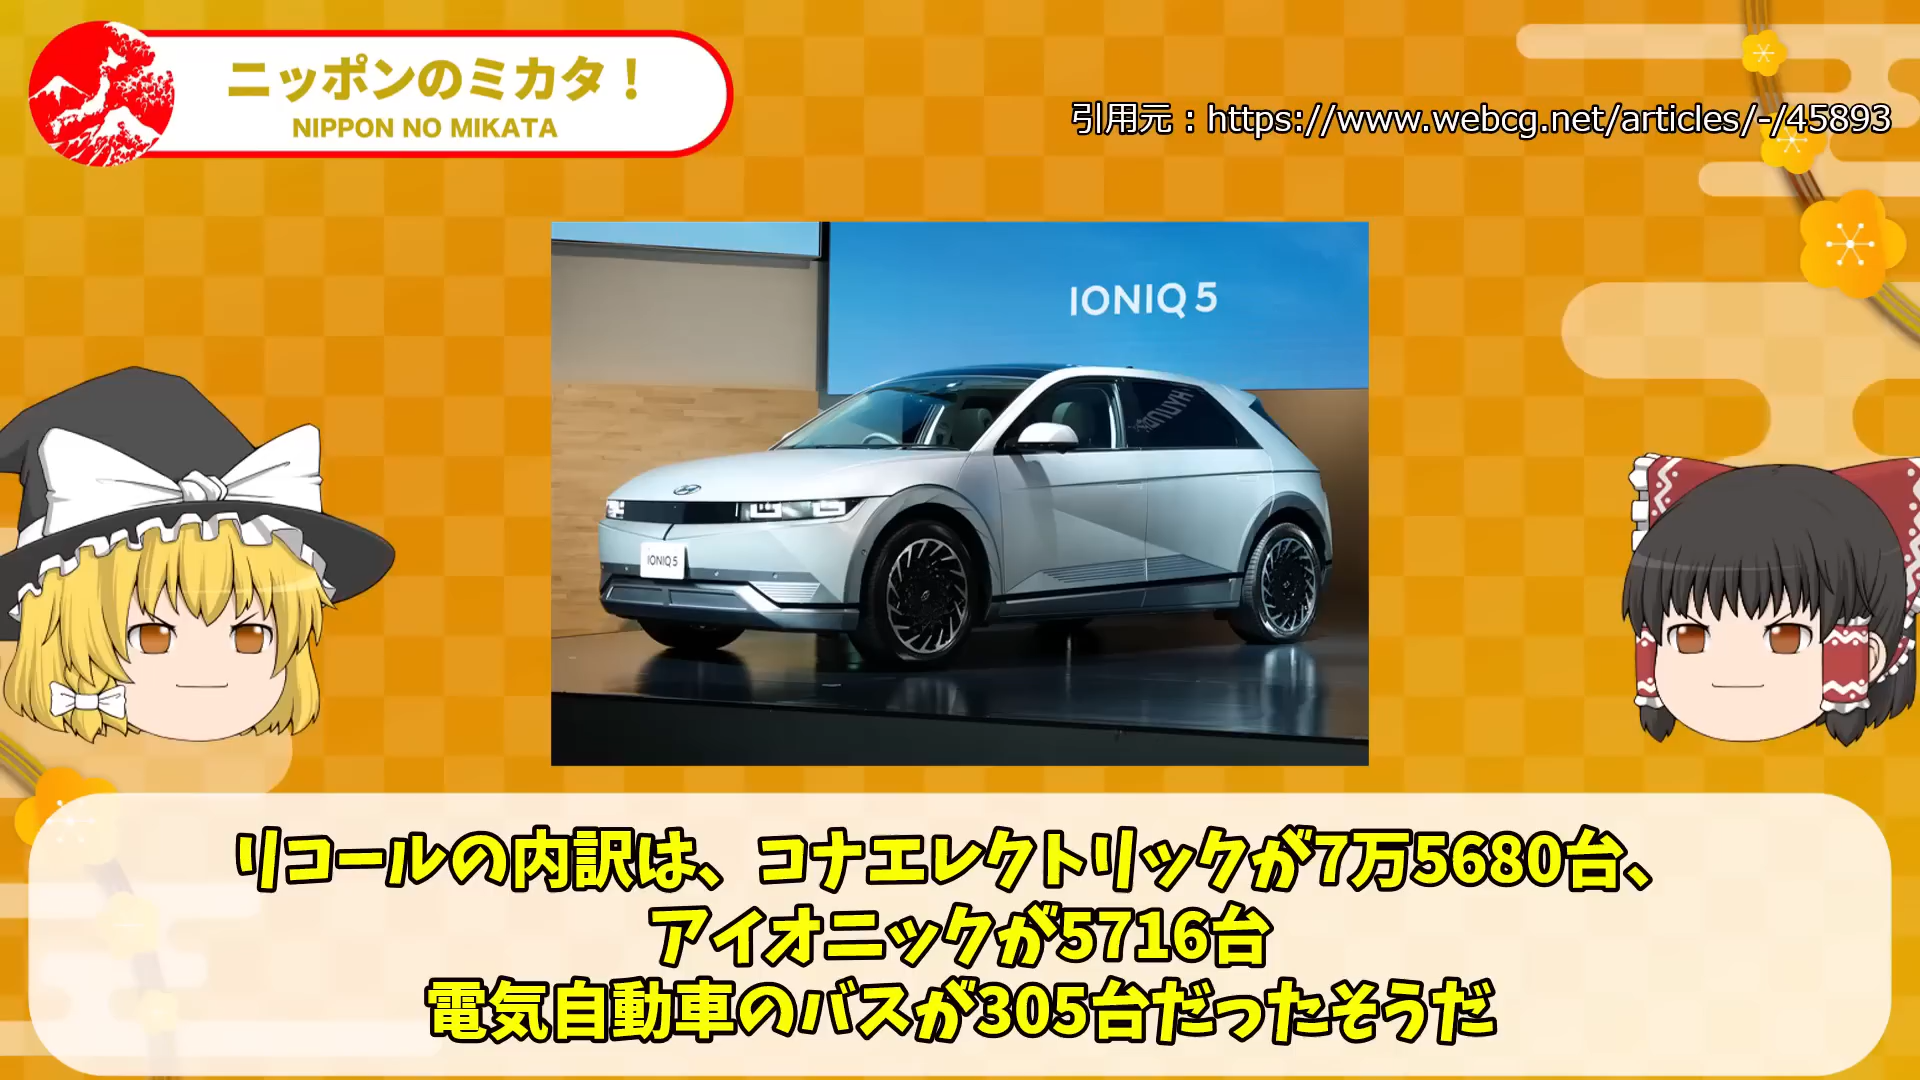 ニッポンのミカタ！
NIPPON NO MIKATA
引用元：https://www.webcg.net/articles/-/45893
IONIQ 5
HYUNDAI
IONIQ 5
リコールの内訳は、コナエレクトリックが7万5680台、
アイオニックが5716台
電気自動車のバスが305台だったそうだ